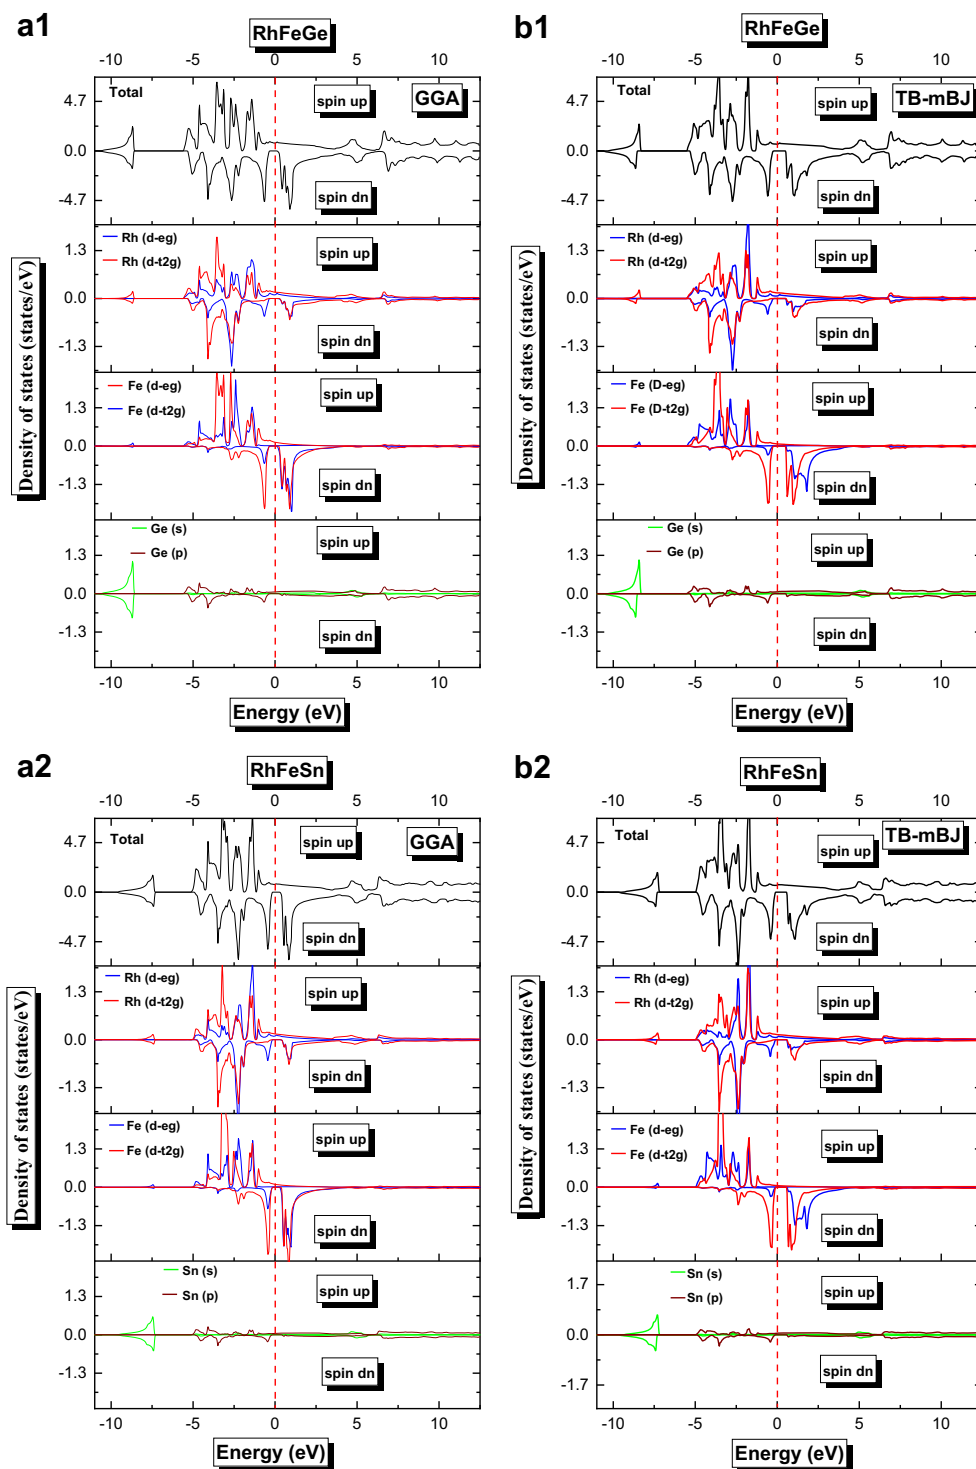 a1
RhFeGe
-10 -5 0 5 10
Total
GGA
spin up
4.7
0.0
-4.7
spin dn
Rh (d-eg)
Rh (d-t2g)
spin up
1.3
0.0
-1.3
spin dn
Fe (d-eg)
Fe (d-t2g)
spin up
1.3
0.0
-1.3
spin dn
Ge (s)
Ge (p)
spin up
1.3
0.0
-1.3
spin dn
-10 -5 0 5 10
Energy (eV)
Density of states (states/eV)
b1
RhFeGe
-10 -5 0 5 10
Total
TB-mBJ
spin up
4.7
0.0
-4.7
spin dn
Rh (d-eg)
Rh (d-t2g)
spin up
1.3
0.0
-1.3
spin dn
Fe (D-eg)
Fe (D-t2g)
spin up
1.3
0.0
-1.3
spin dn
Ge (s)
Ge (p)
spin up
1.3
0.0
-1.3
spin dn
-10 -5 0 5 10
Energy (eV)
Density of states (states/eV)
a2
RhFeSn
-10 -5 0 5 10
Total
GGA
spin up
4.7
0.0
-4.7
spin dn
Rh (d-eg)
Rh (d-t2g)
spin up
1.3
0.0
-1.3
spin dn
Fe (d-eg)
Fe (d-t2g)
spin up
1.3
0.0
-1.3
spin dn
Sn (s)
Sn (p)
spin up
1.3
0.0
-1.3
spin dn
-10 -5 0 5 10
Energy (eV)
Density of states (states/eV)
b2
RhFeSn
-10 -5 0 5 10
Total
TB-mBJ
spin up
4.7
0.0
-4.7
spin dn
Rh (d-eg)
Rh (d-t2g)
spin up
1.3
0.0
-1.3
spin dn
Fe (d-eg)
Fe (d-t2g)
spin up
1.3
0.0
-1.3
spin dn
Sn (s)
Sn (p)
spin up
1.7
0.0
-1.7
spin dn
-10 -5 0 5 10
Energy (eV)
Density of states (states/eV)